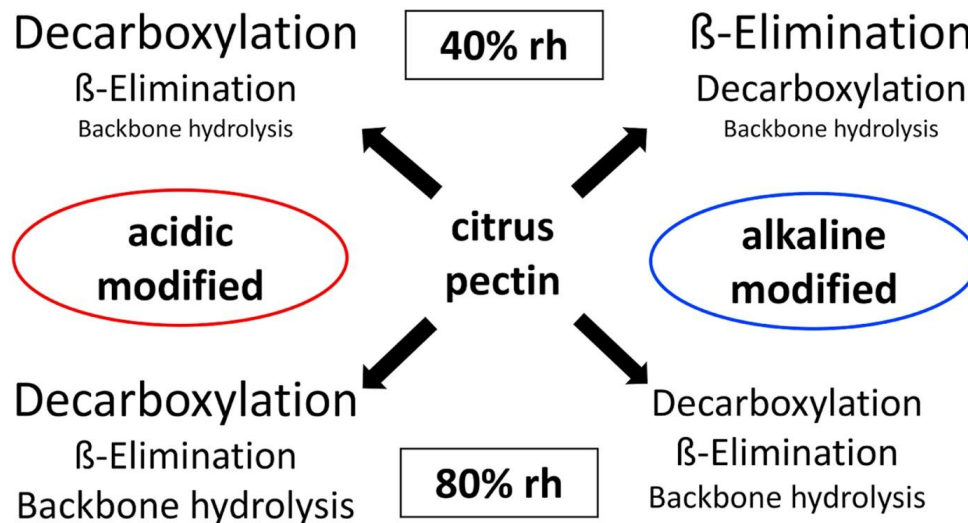 Decarboxylation
ß-Elimination
Backbone hydrolysis
40% rh
ß-Elimination
Decarboxylation
Backbone hydrolysis
acidic
modified
citrus
pectin
alkaline
modified
Decarboxylation
ß-Elimination
Backbone hydrolysis
80% rh
Decarboxylation
ß-Elimination
Backbone hydrolysis